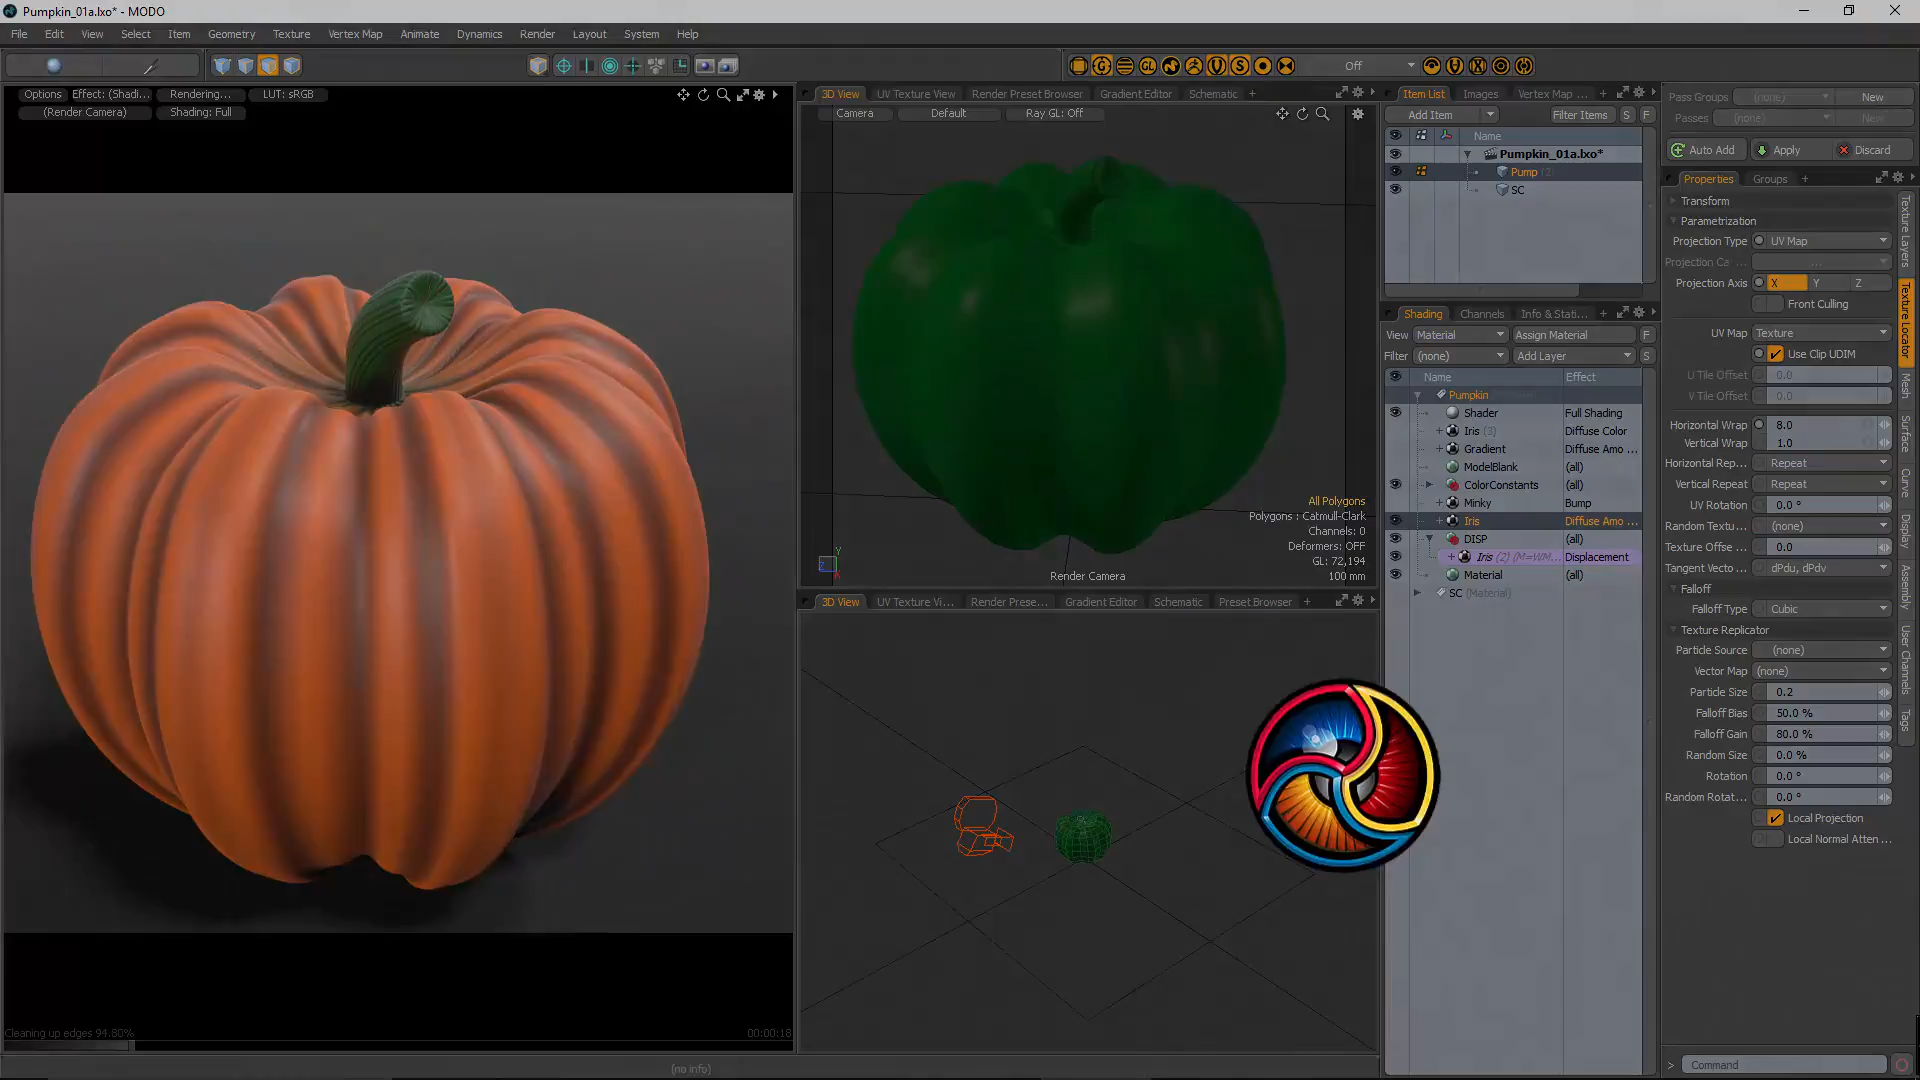 Pumpkin_01a.lxo* - MODO
File Edit View Select Item Geometry Texture Vertex Map Animate Dynamics Render Layout System Help
Off
Options Effect: (Shadi... Rendering... LUT: sRGB
(Render Camera) Shading: Full
Cleaning up edges 94.80% 00:00:18
(no info)
3D View UV Texture View Render Preset Browser Gradient Editor Schematic +
Camera Default Ray GL: Off
All Polygons
Polygons : Catmull-Clark
Channels: 0
Deformers: OFF
GL: 72,194
100 mm
Render Camera
Y
Z
X
3D View UV Texture Vi... Render Prese... Gradient Editor Schematic Preset Browser +
Item List Images Vertex Map ... +
Add Item Filter Items S F
Name
Pumpkin_01a.lxo*
Pump (2)
SC
Shading Channels Info & Stati... +
View Material Assign Material F
Filter (none) Add Layer S
Name Effect
Pumpkin
Shader Full Shading
Iris (3) Diffuse Color
Gradient Diffuse Amo ...
ModelBlank (all)
ColorConstants (all)
Minky Bump
Iris Diffuse Amo ...
DISP (all)
Iris (2) (M=WM... Displacement
Material (all)
SC (Material)
Pass Groups (none) New
Passes (none) New
Auto Add Apply Discard
Properties Groups +
Transform
Parametrization
Projection Type UV Map
Projection Ca ... ...
Projection Axis X Y Z
Front Culling
UV Map Texture
Use Clip UDIM
U Tile Offset 0.0
V Tile Offset 0.0
Horizontal Wrap 8.0
Vertical Wrap 1.0
Horizontal Rep... Repeat
Vertical Repeat Repeat
UV Rotation 0.0 °
Random Textu ... (none)
Texture Offse ... 0.0
Tangent Vecto ... dPdu, dPdv
Falloff
Falloff Type Cubic
Texture Replicator
Particle Source (none)
Vector Map (none)
Particle Size 0.2
Falloff Bias 50.0 %
Falloff Gain 80.0 %
Random Size 0.0 %
Rotation 0.0 °
Random Rotat... 0.0 °
Local Projection
Local Normal Atten ...
Texture Layers
Texture Locator
Mesh
Surface
Curve
Display
Assembly
User Channels
Tags
> Command